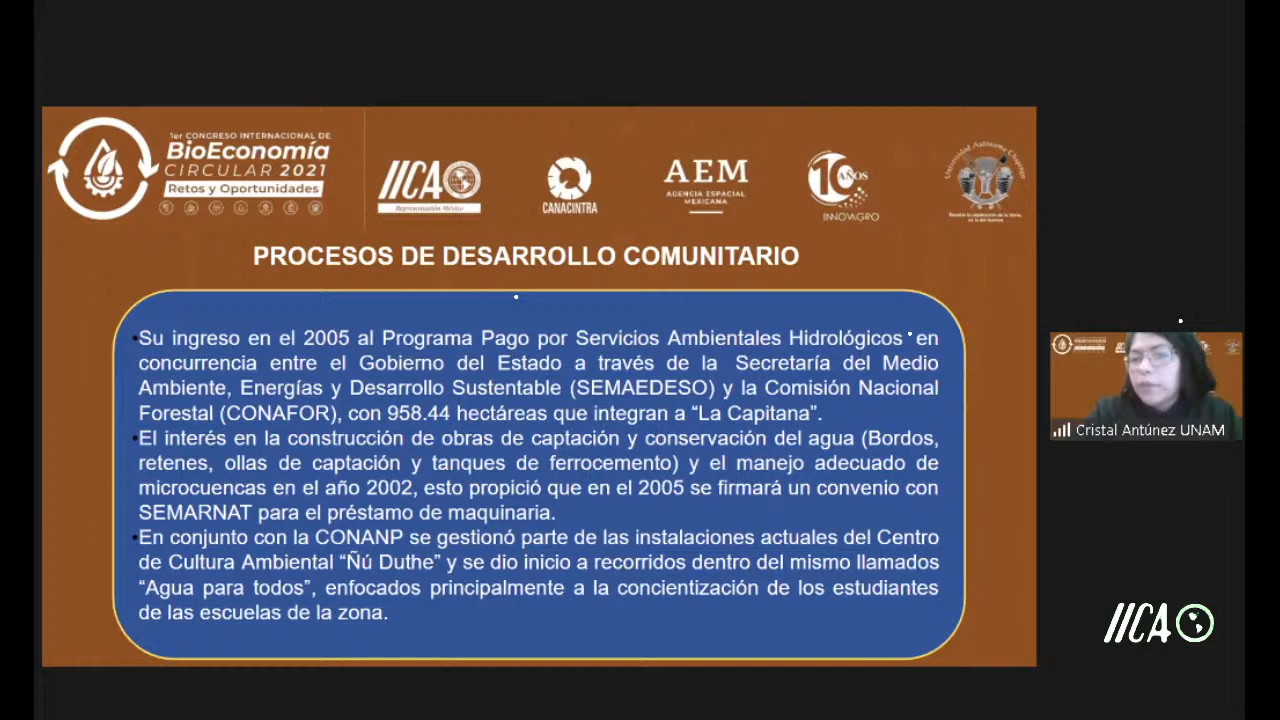 1er CONGRESO INTERNACIONAL DE
BioEconomía
CIRCULAR 2021
Retos y Oportunidades
IICA
Representación México
CANACINTRA
AEM
AGENCIA ESPACIAL
MEXICANA
10 AÑOS
INNOVAGRO
Universidad Autónoma Chapingo
PROCESOS DE DESARROLLO COMUNITARIO
•Su ingreso en el 2005 al Programa Pago por Servicios Ambientales Hidrológicos en
concurrencia entre el Gobierno del Estado a través de la Secretaría del Medio
Ambiente, Energías y Desarrollo Sustentable (SEMAEDESO) y la Comisión Nacional
Forestal (CONAFOR), con 958.44 hectáreas que integran a “La Capitana”.
•El interés en la construcción de obras de captación y conservación del agua (Bordos,
retenes, ollas de captación y tanques de ferrocemento) y el manejo adecuado de
microcuencas en el año 2002, esto propició que en el 2005 se firmará un convenio con
SEMARNAT para el préstamo de maquinaria.
•En conjunto con la CONANP se gestionó parte de las instalaciones actuales del Centro
de Cultura Ambiental “Ñú Duthe” y se dio inicio a recorridos dentro del mismo llamados
“Agua para todos”, enfocados principalmente a la concientización de los estudiantes
de las escuelas de la zona.
Cristal Antúnez UNAM
IICA